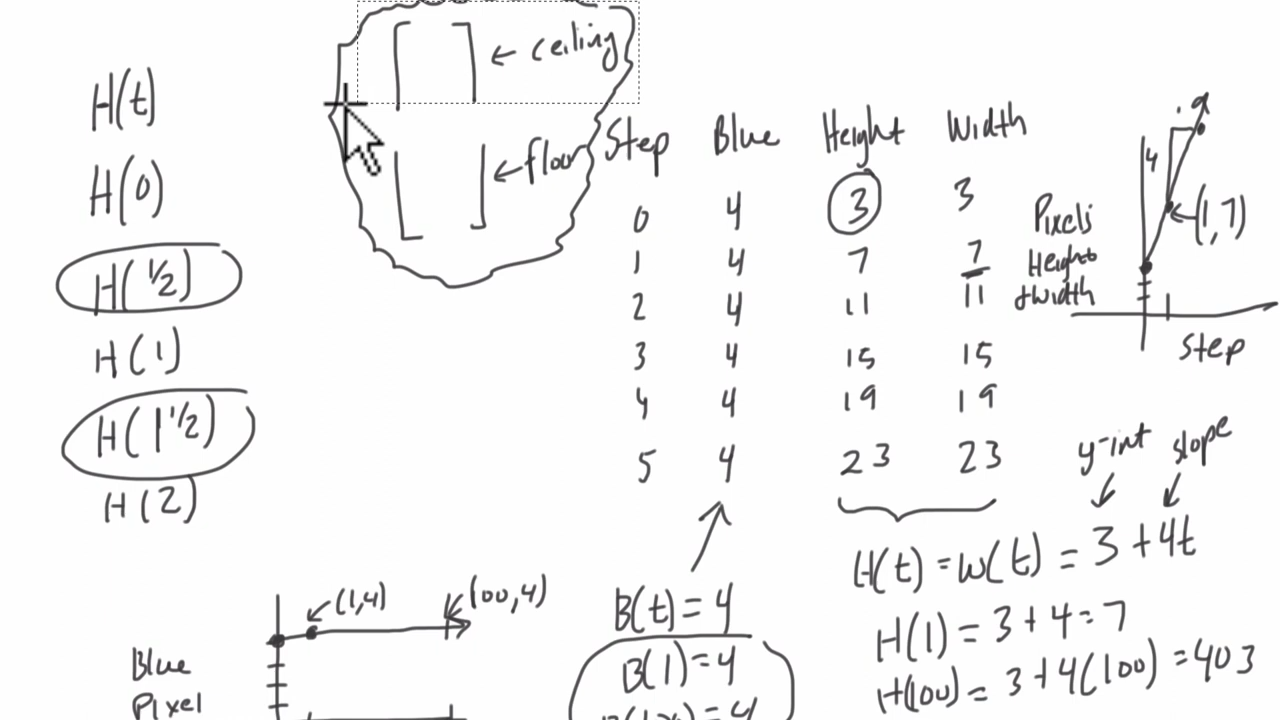 H(t)
H(0)
H(1/2)
H(1)
H(1 1/2)
H(2)
⌈ ⌉ ← ceiling
⌊ ⌋ ← floor
Step Blue Height Width
0 4 3 3
1 4 7 7
2 4 11 11
3 4 15 15
4 4 19 19
5 4 23 23
4
(1,7)
Pixels
Height
+Width
Step
y-int slope
H(t) = W(t) = 3 + 4t
H(1) = 3 + 4 = 7
H(100) = 3 + 4(100) = 403
B(t) = 4
B(1) = 4
(1,4)
(100,4)
Blue
Pixel